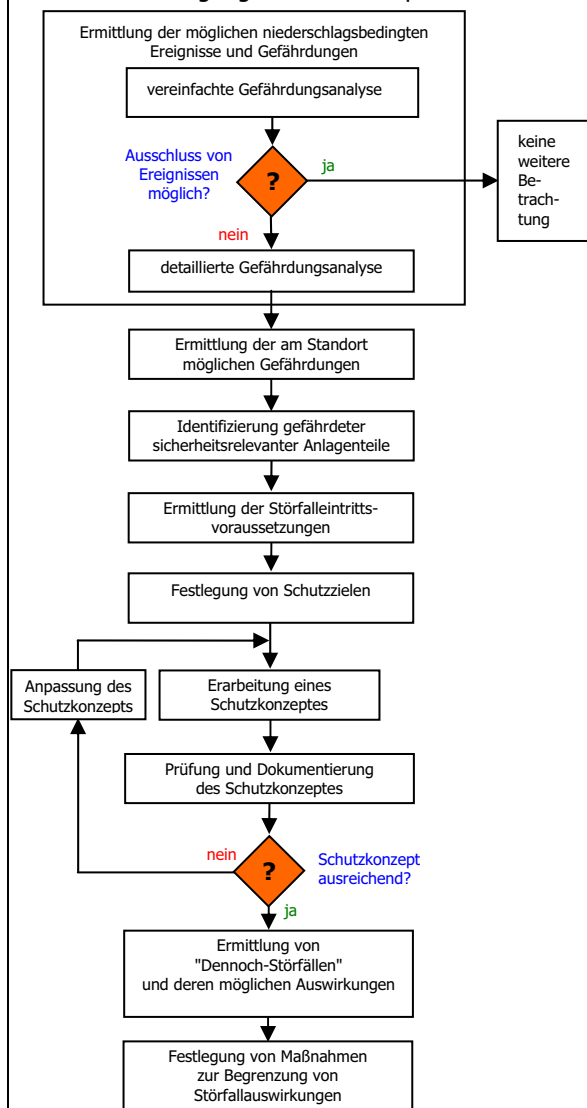 Ermittlung der möglichen niederschlagsbedingten
Ereignisse und Gefährdungen
vereinfachte Gefährdungsanalyse
Ausschluss von
Ereignissen
möglich?
?
ja
keine
weitere
Be-
trach-
tung
nein
detaillierte Gefährdungsanalyse
Ermittlung der am Standort
möglichen Gefährdungen
Identifizierung gefährdeter
sicherheitsrelevanter Anlagenteile
Ermittlung der Störfalleintritts-
voraussetzungen
Festlegung von Schutzzielen
Anpassung des
Schutzkonzepts
Erarbeitung eines
Schutzkonzeptes
Prüfung und Dokumentierung
des Schutzkonzeptes
nein
?
Schutzkonzept
ausreichend?
ja
Ermittlung von
"Dennoch-Störfällen"
und deren möglichen Auswirkungen
Festlegung von Maßnahmen
zur Begrenzung von
Störfallauswirkungen